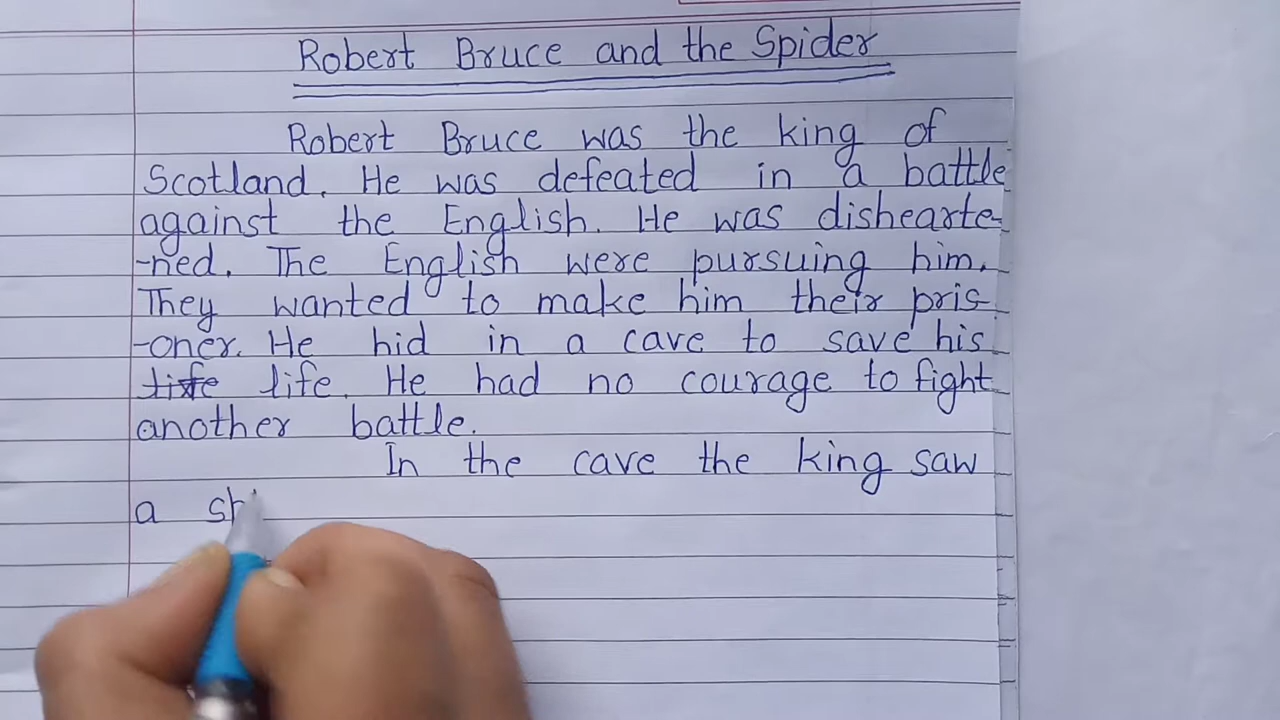 Robert Bruce and the Spider
Robert Bruce was the king of
Scotland. He was defeated in a battle
against the English. He was dishearte-
-ned. The English were pursuing him.
They wanted to make him their pris-
-oner. He hid in a cave to save his
life. He had no courage to fight
another battle.
In the cave the king saw
a